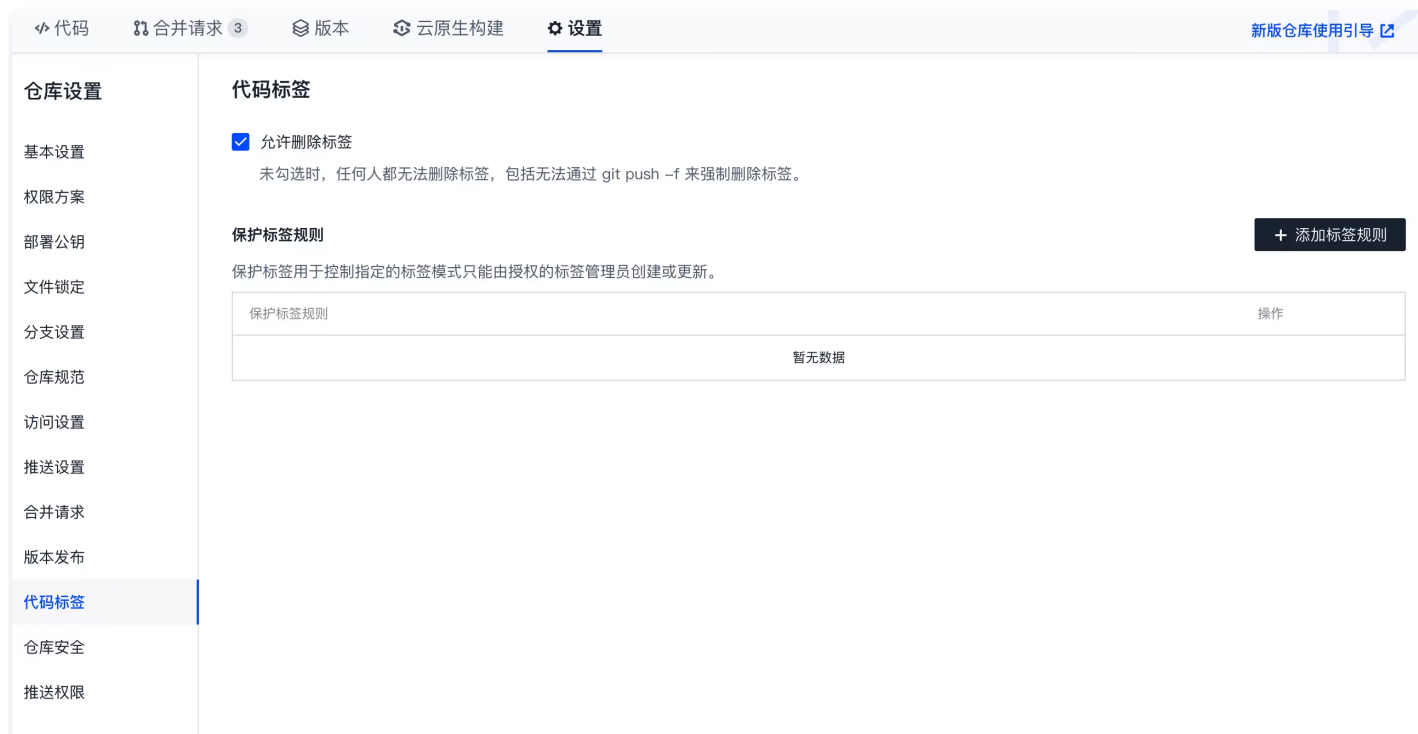 代码 合并请求 3 版本 云原生构建 设置 新版仓库使用引导
仓库设置
基本设置
权限方案
部署公钥
文件锁定
分支设置
仓库规范
访问设置
推送设置
合并请求
版本发布
代码标签
仓库安全
推送权限
代码标签
允许删除标签
未勾选时，任何人都无法删除标签，包括无法通过 git push -f 来强制删除标签。
保护标签规则 + 添加标签规则
保护标签用于控制指定的标签模式只能由授权的标签管理员创建或更新。
保护标签规则 操作
暂无数据